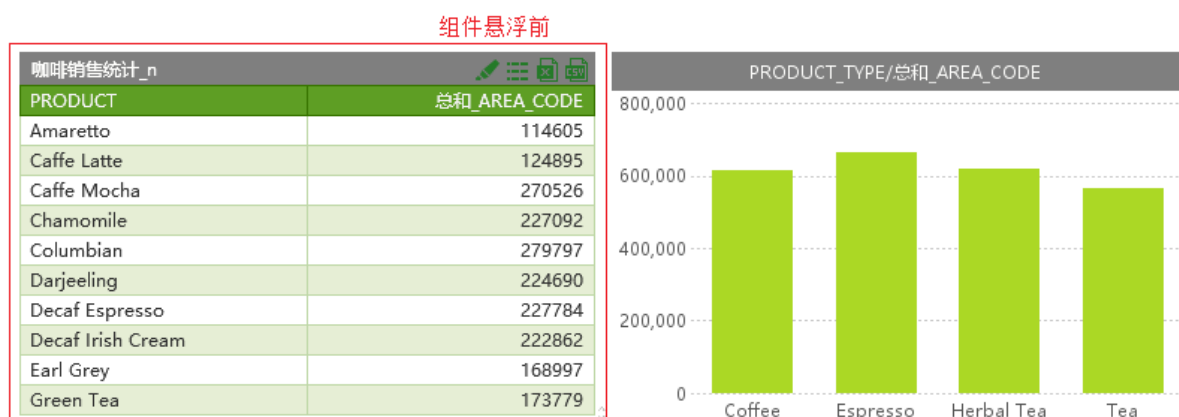 组件悬浮前
咖啡销售统计_n
CSV
PRODUCT 总和_AREA_CODE
Amaretto 114605
Caffe Latte 124895
Caffe Mocha 270526
Chamomile 227092
Columbian 279797
Darjeeling 224690
Decaf Espresso 227784
Decaf Irish Cream 222862
Earl Grey 168997
Green Tea 173779
PRODUCT_TYPE/总和_AREA_CODE
800,000
600,000
400,000
200,000
0
Coffee Espresso Herbal Tea Tea